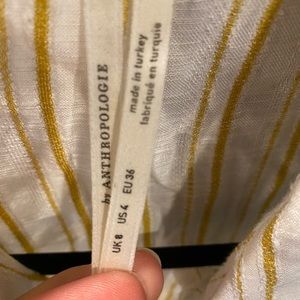 by ANTHROPOLOGIE
made in turkey
fabriqué en turquie
UK 8 US 4 EU 36